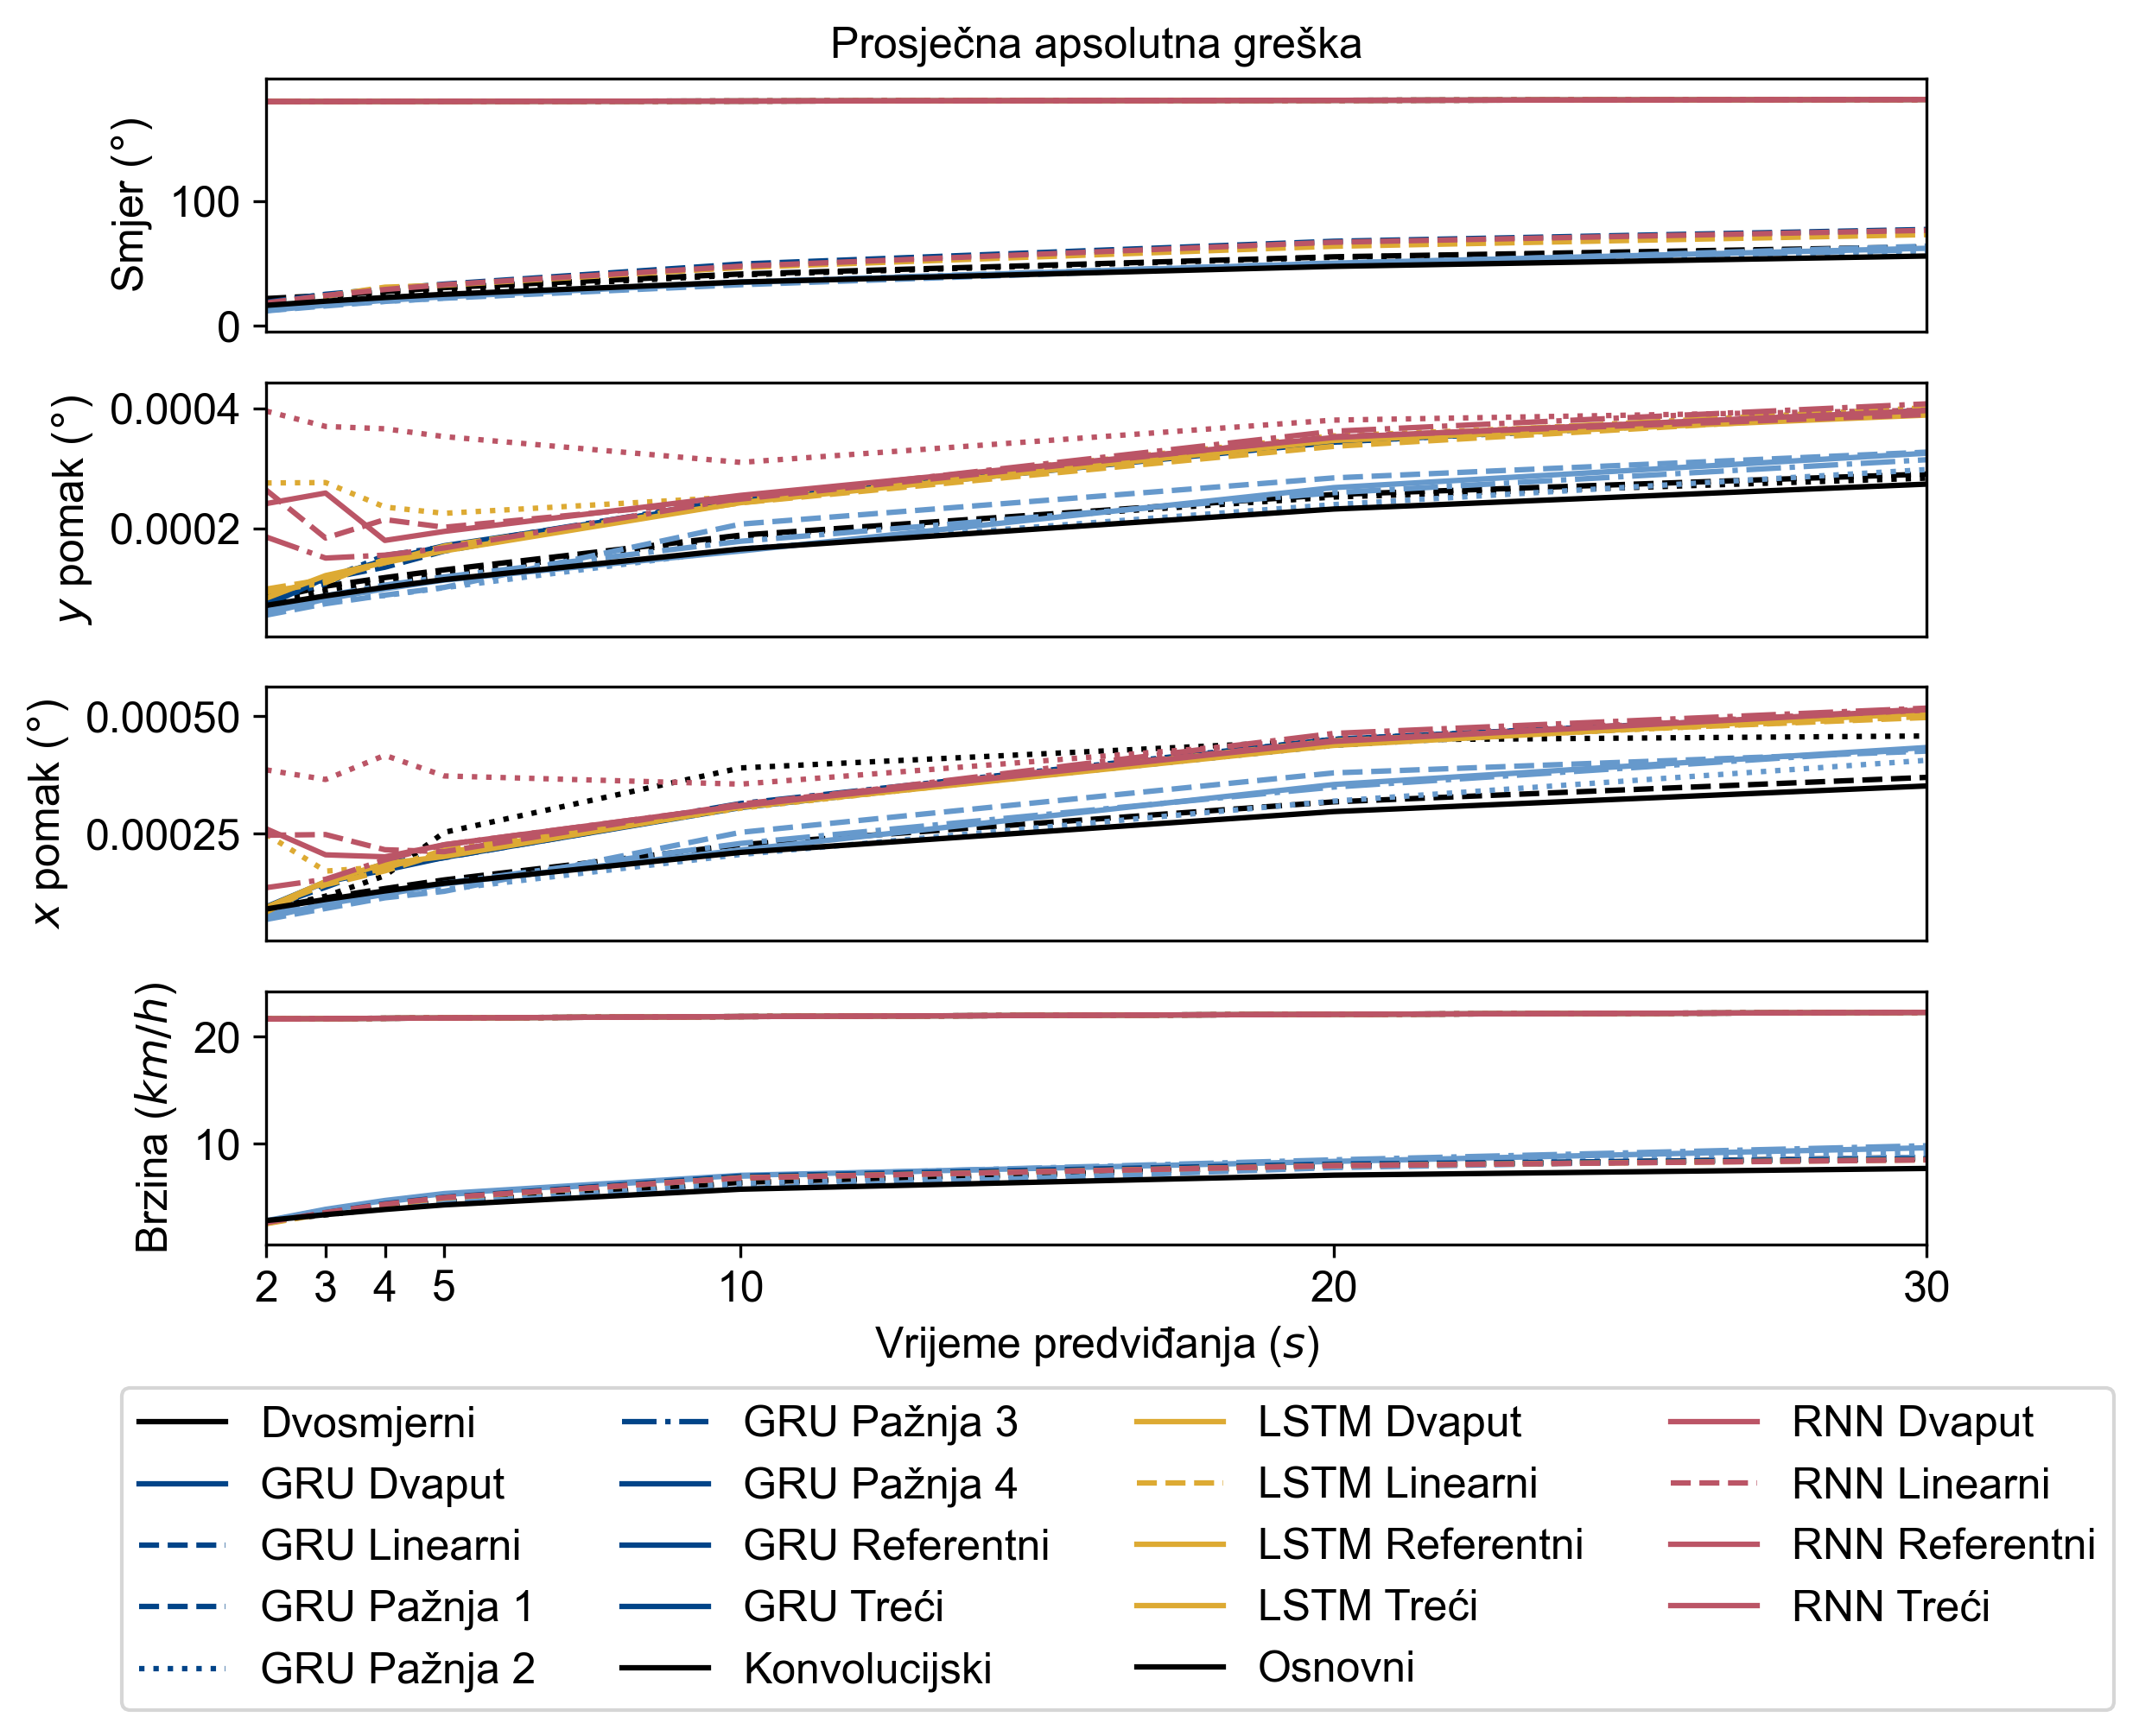 Prosječna apsolutna greška
Smjer (°)
100
0
y pomak (°)
0.0004
0.0002
x pomak (°)
0.00050
0.00025
Brzina (km/h)
20
10
2 3 4 5 10 20 30
Vrijeme predviđanja (s)
Dvosmjerni
GRU Dvaput
GRU Linearni
GRU Pažnja 1
GRU Pažnja 2
GRU Pažnja 3
GRU Pažnja 4
GRU Referentni
GRU Treći
Konvolucijski
LSTM Dvaput
LSTM Linearni
LSTM Referentni
LSTM Treći
Osnovni
RNN Dvaput
RNN Linearni
RNN Referentni
RNN Treći